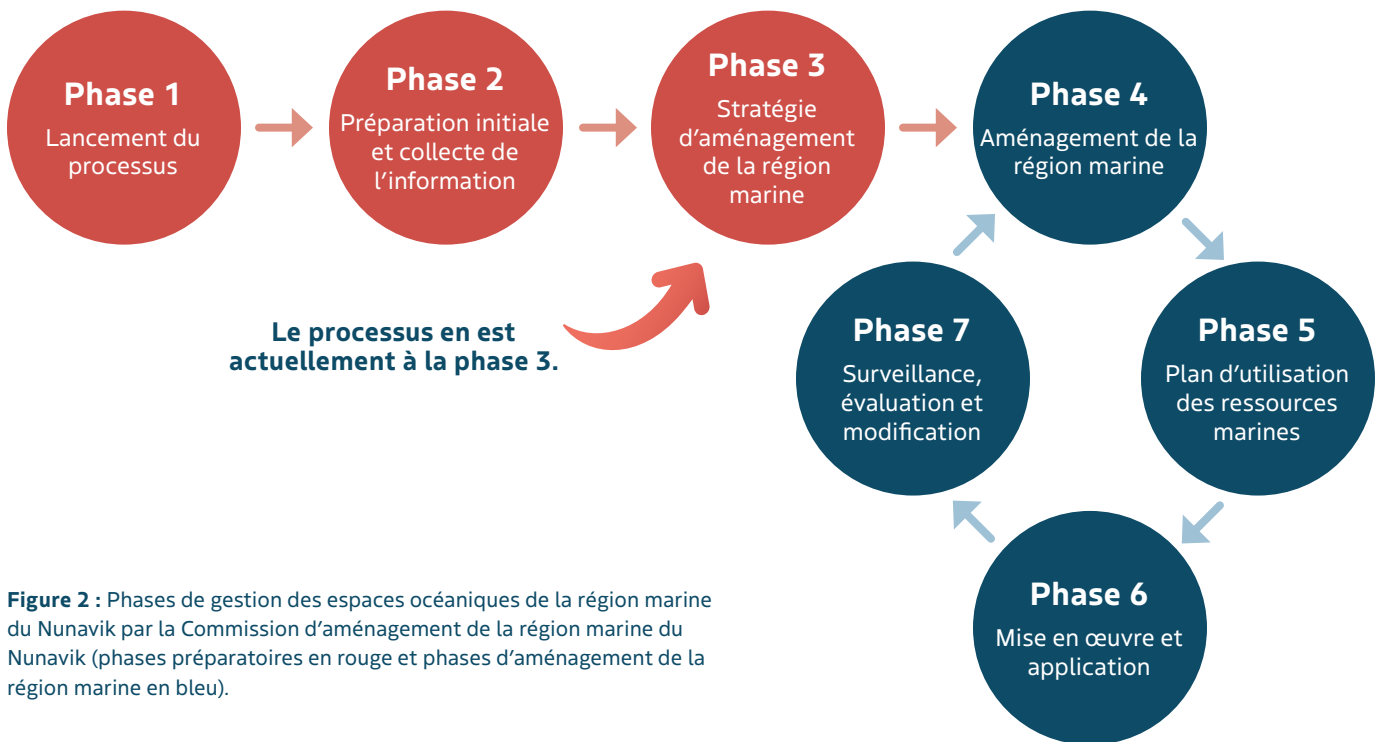 Phase 1
Lancement du
processus
Phase 2
Préparation initiale
et collecte de
l'information
Phase 3
Stratégie
d'aménagement
de la région
marine
Phase 4
Aménagement de la
région marine
Le processus en est
actuellement à la phase 3.
Phase 7
Surveillance,
évaluation et
modification
Phase 5
Plan d'utilisation
des ressources
marines
Phase 6
Mise en œuvre et
application
Figure 2 : Phases de gestion des espaces océaniques de la région marine
du Nunavik par la Commission d'aménagement de la région marine du
Nunavik (phases préparatoires en rouge et phases d'aménagement de la
région marine en bleu).